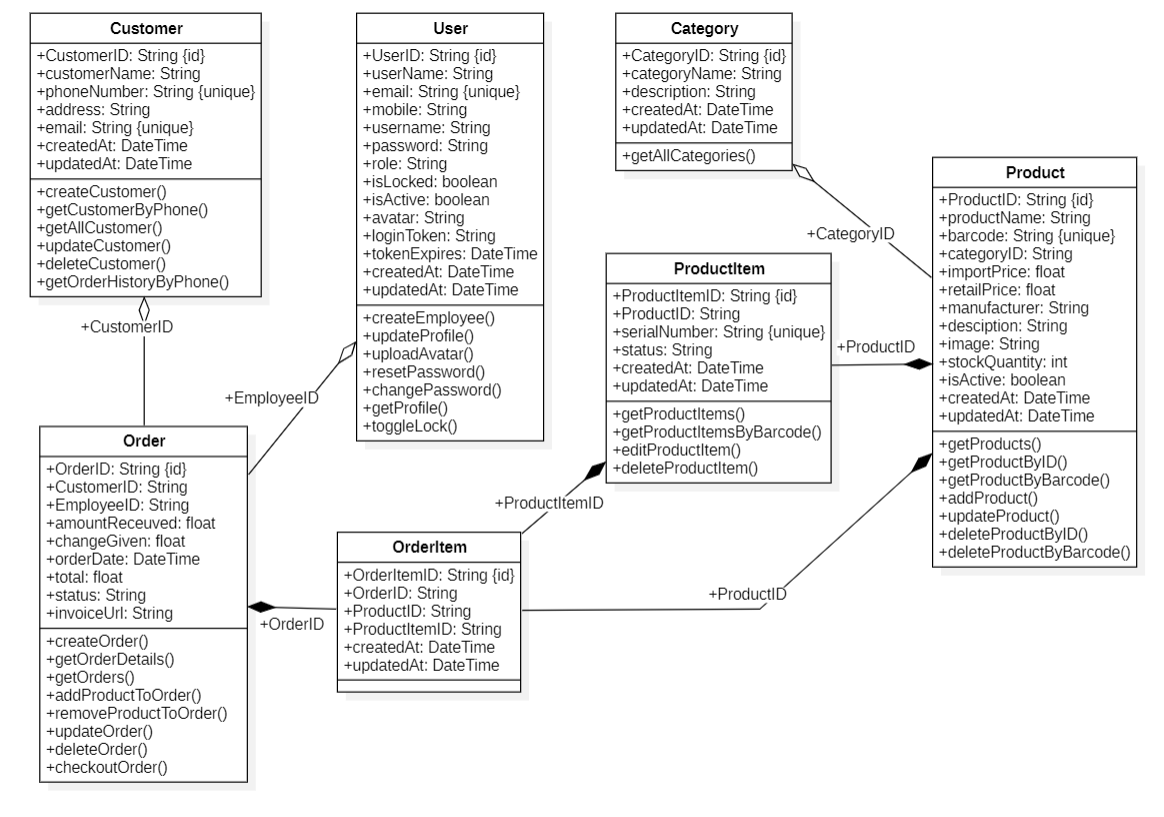 Customer
+CustomerID: String {id}
+customerName: String
+phoneNumber: String {unique}
+address: String
+email: String {unique}
+createdAt: DateTime
+updatedAt: DateTime
+createCustomer()
+getCustomerByPhone()
+getAllCustomer()
+updateCustomer()
+deleteCustomer()
+getOrderHistoryByPhone()
User
+UserID: String {id}
+userName: String
+email: String {unique}
+mobile: String
+username: String
+password: String
+role: String
+isLocked: boolean
+isActive: boolean
+avatar: String
+loginToken: String
+tokenExpires: DateTime
+createdAt: DateTime
+updatedAt: DateTime
+createEmployee()
+updateProfile()
+uploadAvatar()
+resetPassword()
+changePassword()
+getProfile()
+toggleLock()
Category
+CategoryID: String {id}
+categoryName: String
+description: String
+createdAt: DateTime
+updatedAt: DateTime
+getAllCategories()
Product
+ProductID: String {id}
+productName: String
+barcode: String {unique}
+categoryID: String
+importPrice: float
+retailPrice: float
+manufacturer: String
+desciption: String
+image: String
+stockQuantity: int
+isActive: boolean
+createdAt: DateTime
+updatedAt: DateTime
+getProducts()
+getProductByID()
+getProductByBarcode()
+addProduct()
+updateProduct()
+deleteProductByID()
+deleteProductByBarcode()
+CategoryID
ProductItem
+ProductItemID: String {id}
+ProductID: String
+serialNumber: String {unique}
+status: String
+createdAt: DateTime
+updatedAt: DateTime
+getProductItems()
+getProductItemsByBarcode()
+editProductItem()
+deleteProductItem()
+ProductID
+CustomerID
+EmployeeID
Order
+OrderID: String {id}
+CustomerID: String
+EmployeeID: String
+amountReceuved: float
+changeGiven: float
+orderDate: DateTime
+total: float
+status: String
+invoiceUrl: String
+createOrder()
+getOrderDetails()
+getOrders()
+addProductToOrder()
+removeProductToOrder()
+updateOrder()
+deleteOrder()
+checkoutOrder()
+ProductItemID
OrderItem
+OrderItemID: String {id}
+OrderID: String
+ProductID: String
+ProductItemID: String
+createdAt: DateTime
+updatedAt: DateTime
+OrderID
+ProductID